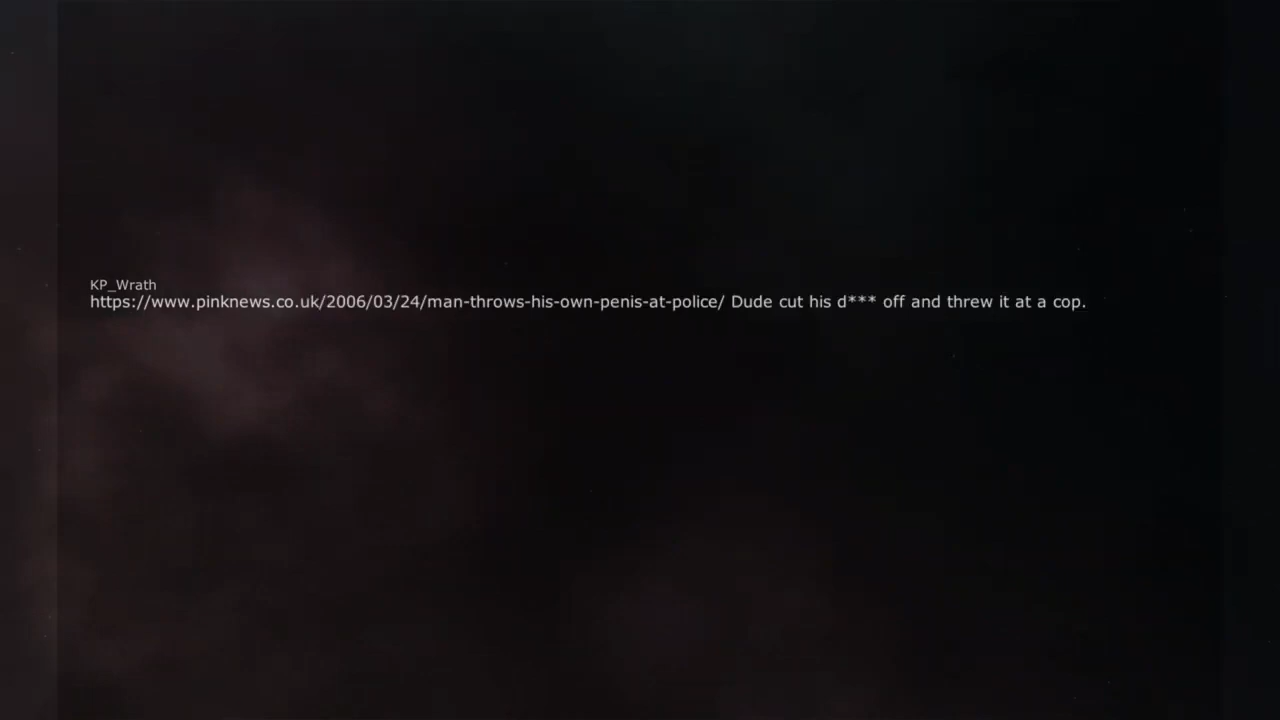 KP_Wrath
https://www.pinknews.co.uk/2006/03/24/man-throws-his-own-penis-at-police/ Dude cut his d*** off and threw it at a cop.